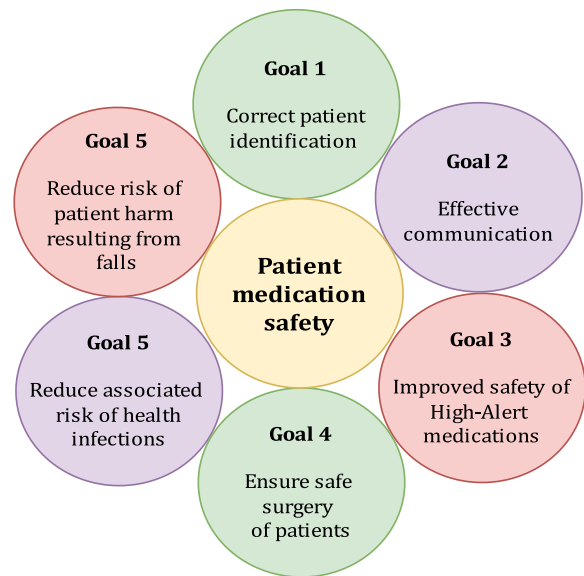 Goal 1
Correct patient
identification
Goal 2
Effective
communication
Goal 3
Improved safety of
High-Alert
medications
Goal 4
Ensure safe
surgery
of patients
Goal 5
Reduce associated
risk of health
infections
Goal 5
Reduce risk of
patient harm
resulting from
falls
Patient
medication
safety